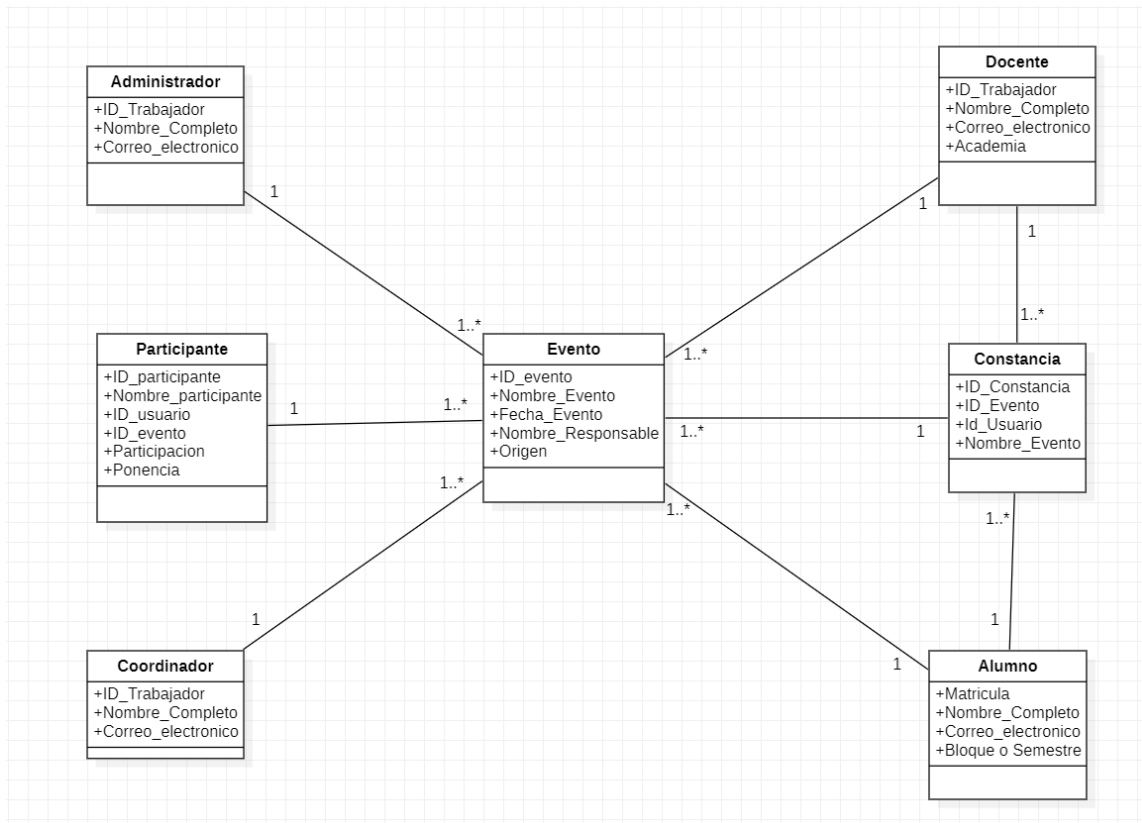 Administrador
+ID_Trabajador
+Nombre_Completo
+Correo_electronico
Docente
+ID_Trabajador
+Nombre_Completo
+Correo_electronico
+Academia
1
1
1
1..*
1..*
1..*
Participante
+ID_participante
+Nombre_participante
+ID_usuario
+ID_evento
+Participacion
+Ponencia
1
1..*
Evento
+ID_evento
+Nombre_Evento
+Fecha_Evento
+Nombre_Responsable
+Origen
1..*
1
Constancia
+ID_Constancia
+ID_Evento
+Id_Usuario
+Nombre_Evento
1..*
1..*
1..*
1
1
1
Coordinador
+ID_Trabajador
+Nombre_Completo
+Correo_electronico
Alumno
+Matricula
+Nombre_Completo
+Correo_electronico
+Bloque o Semestre